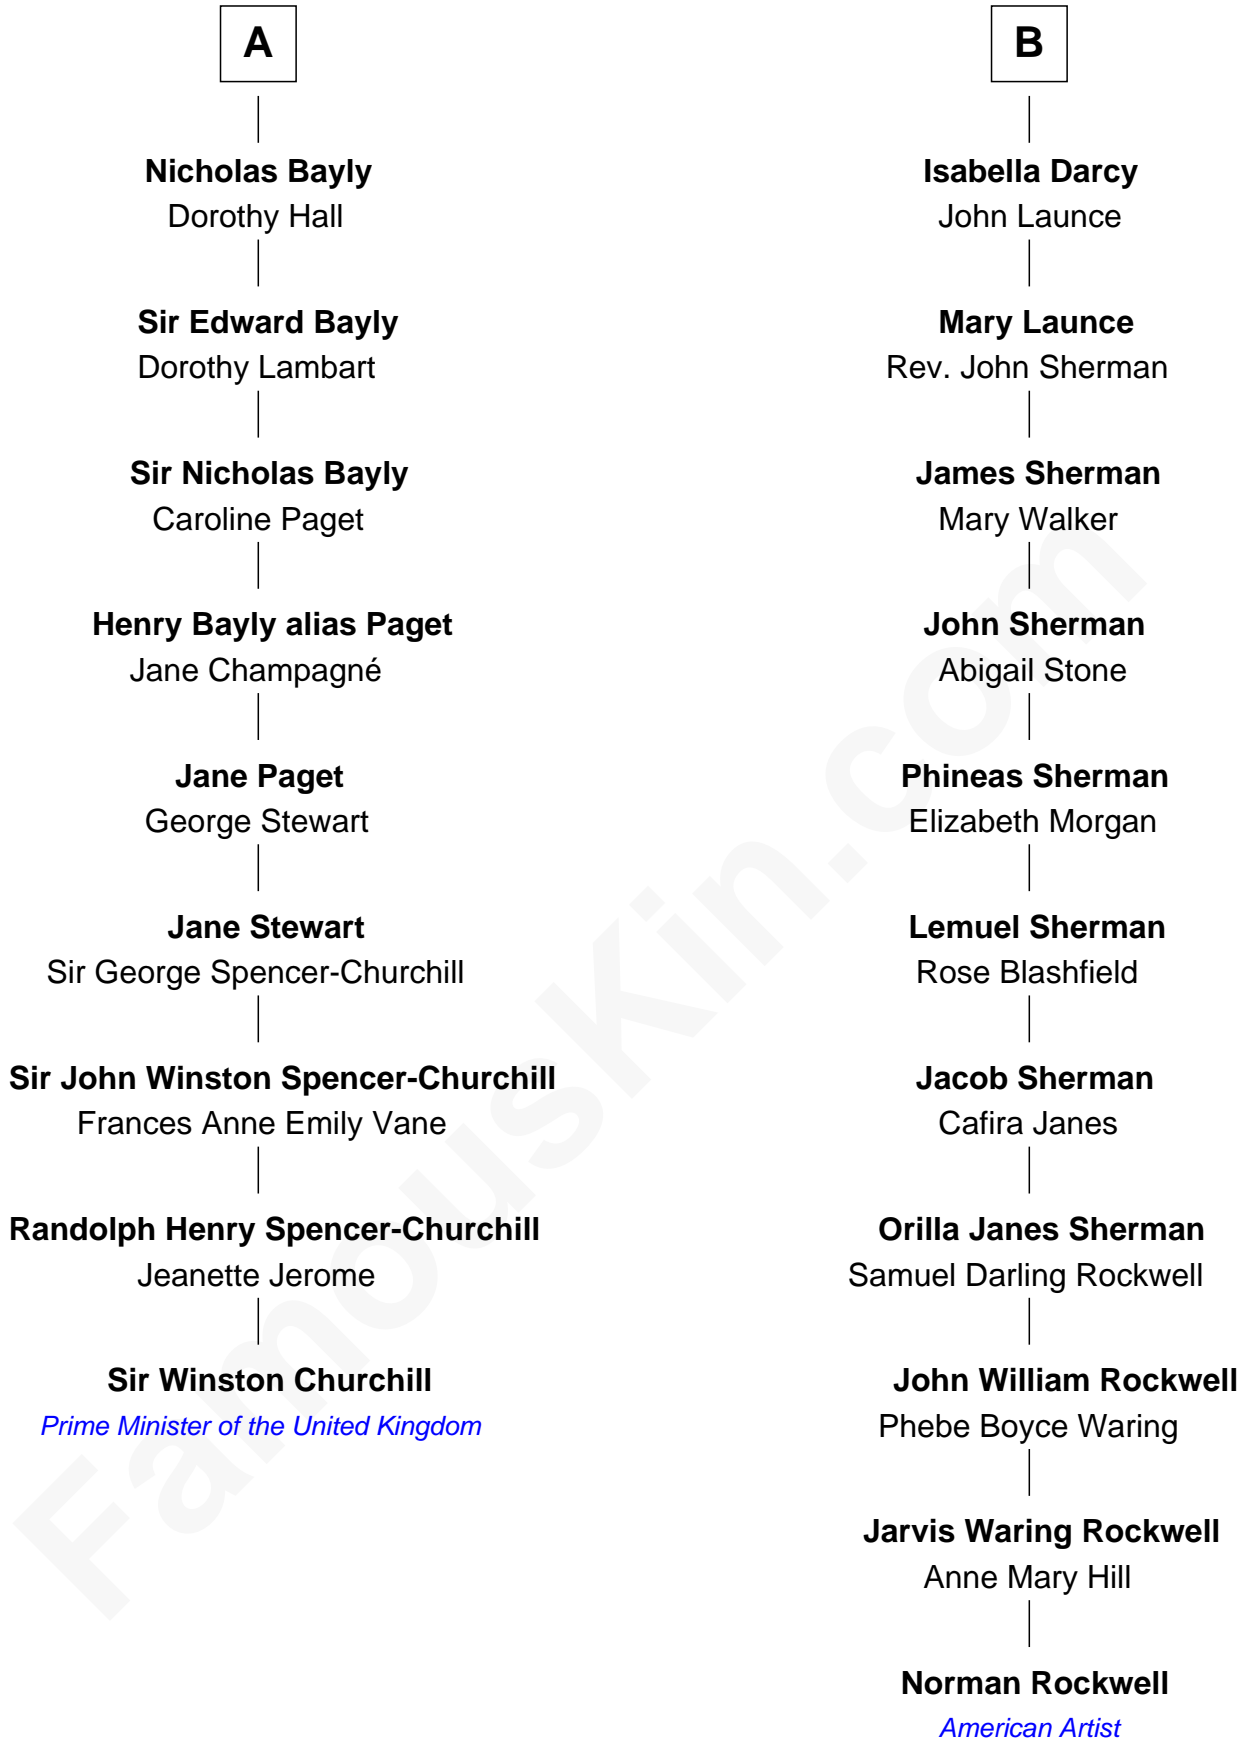 A
Nicholas Bayly
Dorothy Hall
Sir Edward Bayly
Dorothy Lambart
Sir Nicholas Bayly
Caroline Paget
Henry Bayly alias Paget
Jane Champagné
Jane Paget
George Stewart
Jane Stewart
Sir George Spencer-Churchill
Sir John Winston Spencer-Churchill
Frances Anne Emily Vane
Randolph Henry Spencer-Churchill
Jeanette Jerome
Sir Winston Churchill
Prime Minister of the United Kingdom
B
Isabella Darcy
John Launce
Mary Launce
Rev. John Sherman
James Sherman
Mary Walker
John Sherman
Abigail Stone
Phineas Sherman
Elizabeth Morgan
Lemuel Sherman
Rose Blashfield
Jacob Sherman
Cafira Janes
Orilla Janes Sherman
Samuel Darling Rockwell
John William Rockwell
Phebe Boyce Waring
Jarvis Waring Rockwell
Anne Mary Hill
Norman Rockwell
American Artist
FamousKin.com